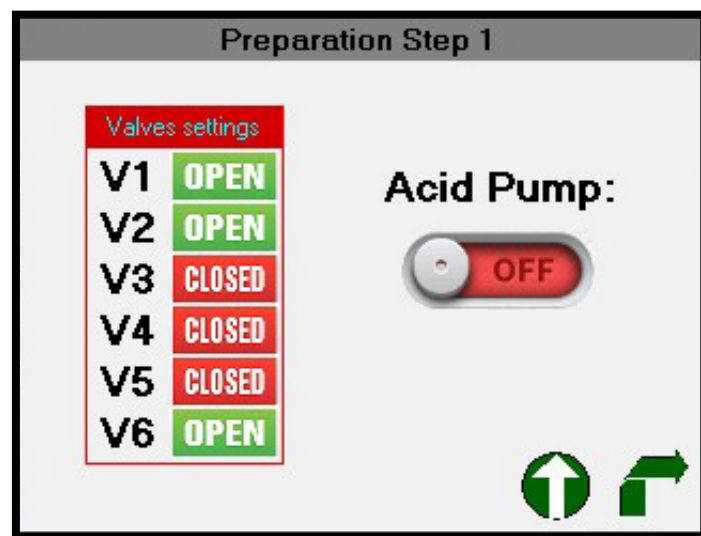 Preparation Step 1
Valves settings
V1 OPEN
V2 OPEN
V3 CLOSED
V4 CLOSED
V5 CLOSED
V6 OPEN
Acid Pump:
OFF